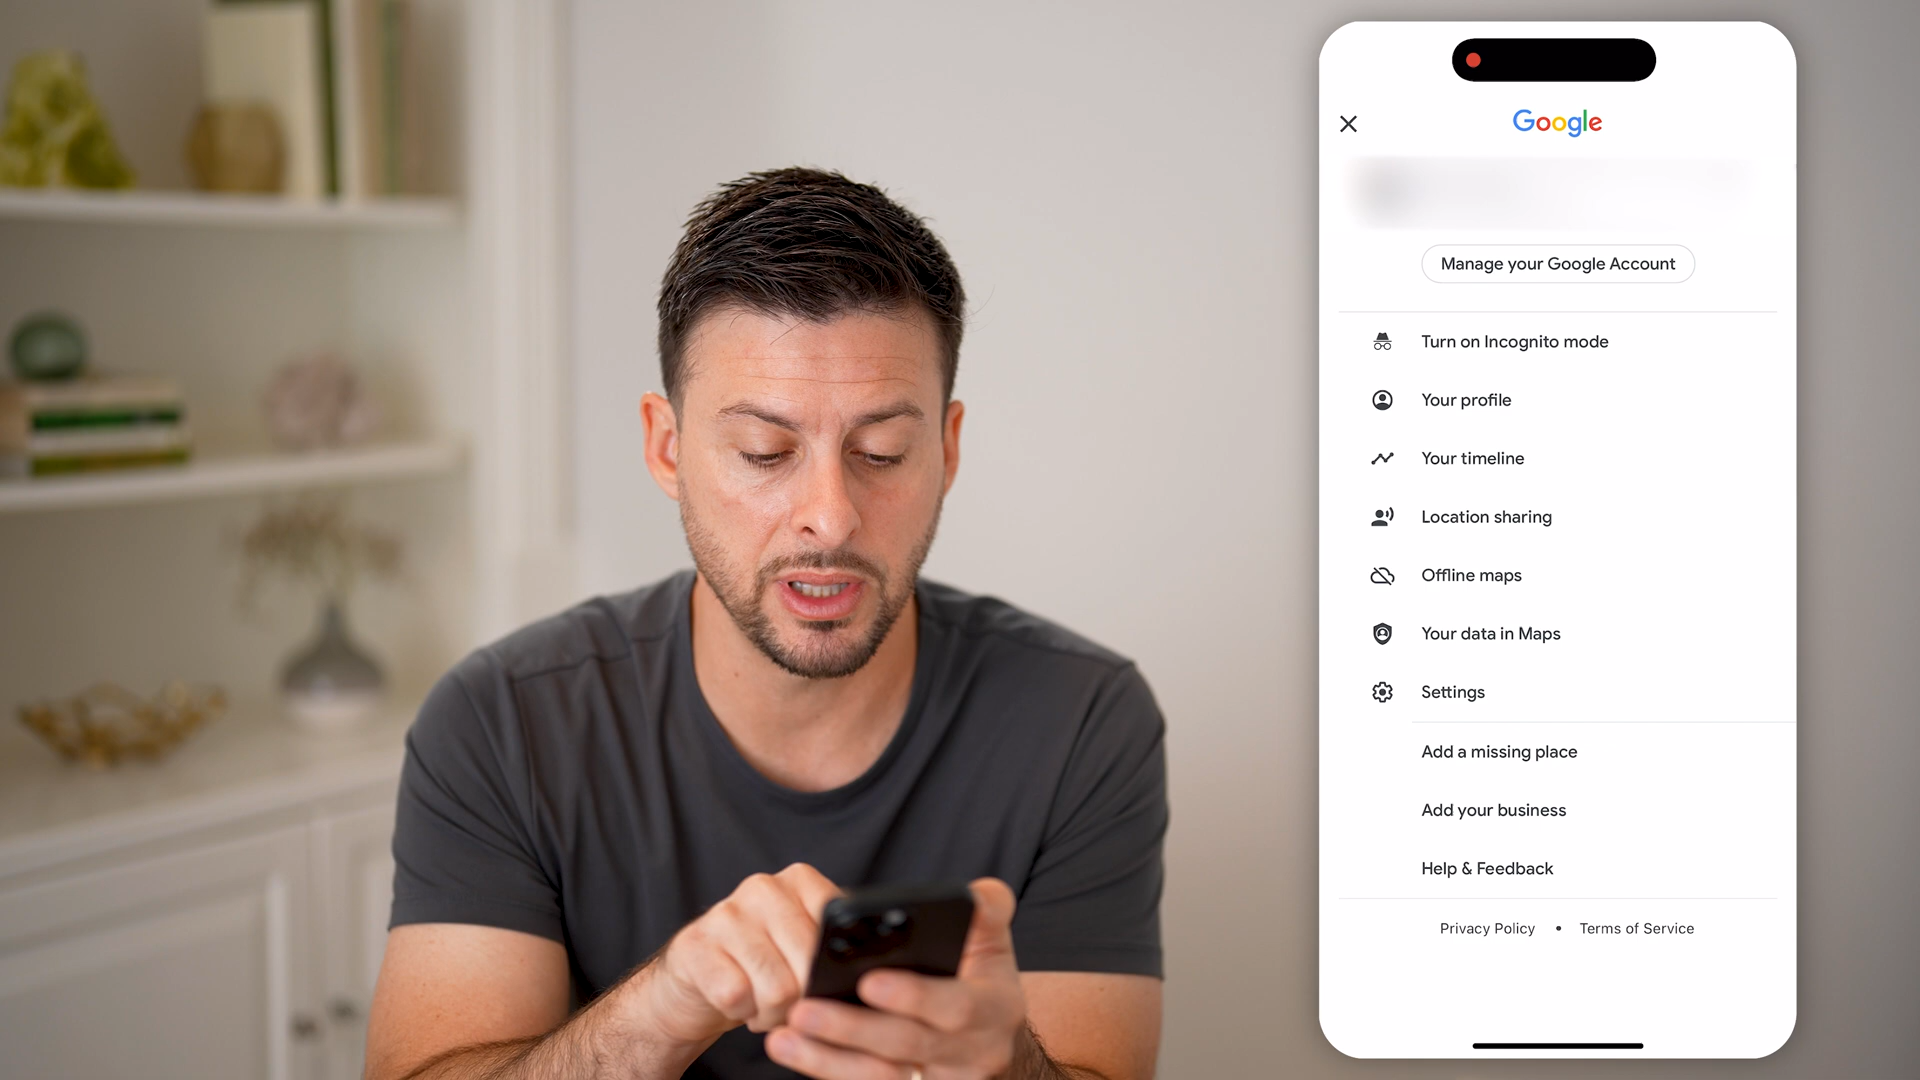 Google
Manage your Google Account
Turn on Incognito mode
Your profile
Your timeline
Location sharing
Offline maps
Your data in Maps
Settings
Add a missing place
Add your business
Help & Feedback
Privacy Policy • Terms of Service